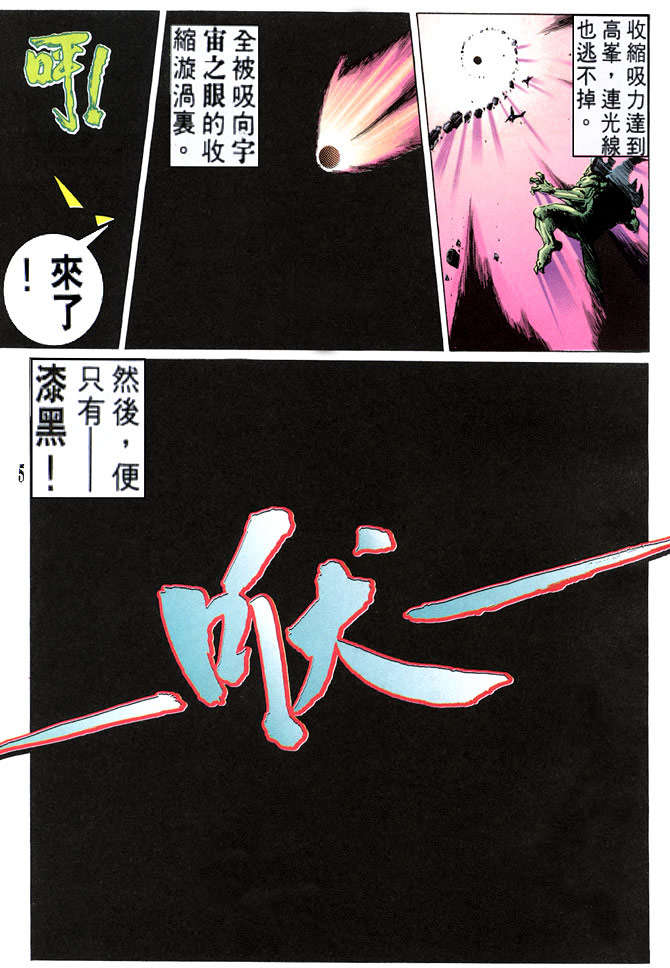 收縮吸力達到
高峯，連光線
也逃不掉。
全被吸向宇
宙之眼的收
縮漩渦裏。
吁！
來了
！
然後，便
只有——
漆黑！
5
吠